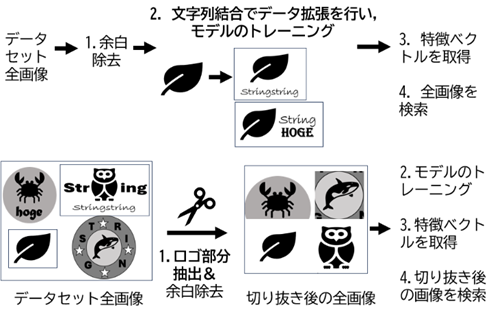 データ
セット
全画像
1.余白
除去
2. 文字列結合でデータ拡張を行い,
モデルのトレーニング
Stringstring
String
HOGE
3. 特徴ベク
トルを取得
4. 全画像を
検索
hoge
String
Stringstring
STRINGS
データセット全画像
1.ロゴ部分
抽出&
余白除去
切り抜き後の全画像
2.モデルのト
レーニング
3.特徴ベクト
ルを取得
4.切り抜き後
の画像を検索